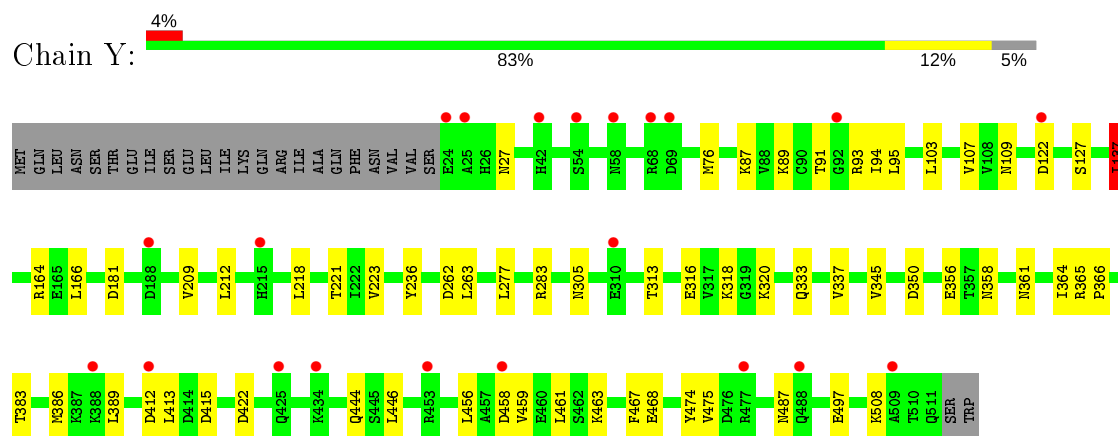 4%
Chain Y:
83% 12% 5%
MET GLN LEU ASN SER THR GLU ILE SER GLU LEU ILE LYS GLN ARG ILE ALA GLN PHE ASN VAL VAL SER E24 A25 H26 N27 H42 S54 N58 R68 D69 M76 K87 V88 K89 C90 T91 G92 R93 I94 L95 L103 V107 V108 N109 D122 S127
R164 E165 L166 D181 D188 V209 L212 H215 L218 T221 I222 V223 Y236 D262 L263 L277 R283 N305 E310 T313 E316 V317 K318 G319 K320 Q333 V337 V345 D350 E356 T357 N358 N361 I364 R365 P366
T383 M386 K387 K388 L399 D412 L413 D414 D415 D422 Q425 K434 Q444 S445 L446 R453 L456 A457 D458 V459 E460 L461 S462 K463 F467 E468 Y474 V475 D476 R477 N487 Q488 E497 K508 A509 T510 Q511 SER TRP